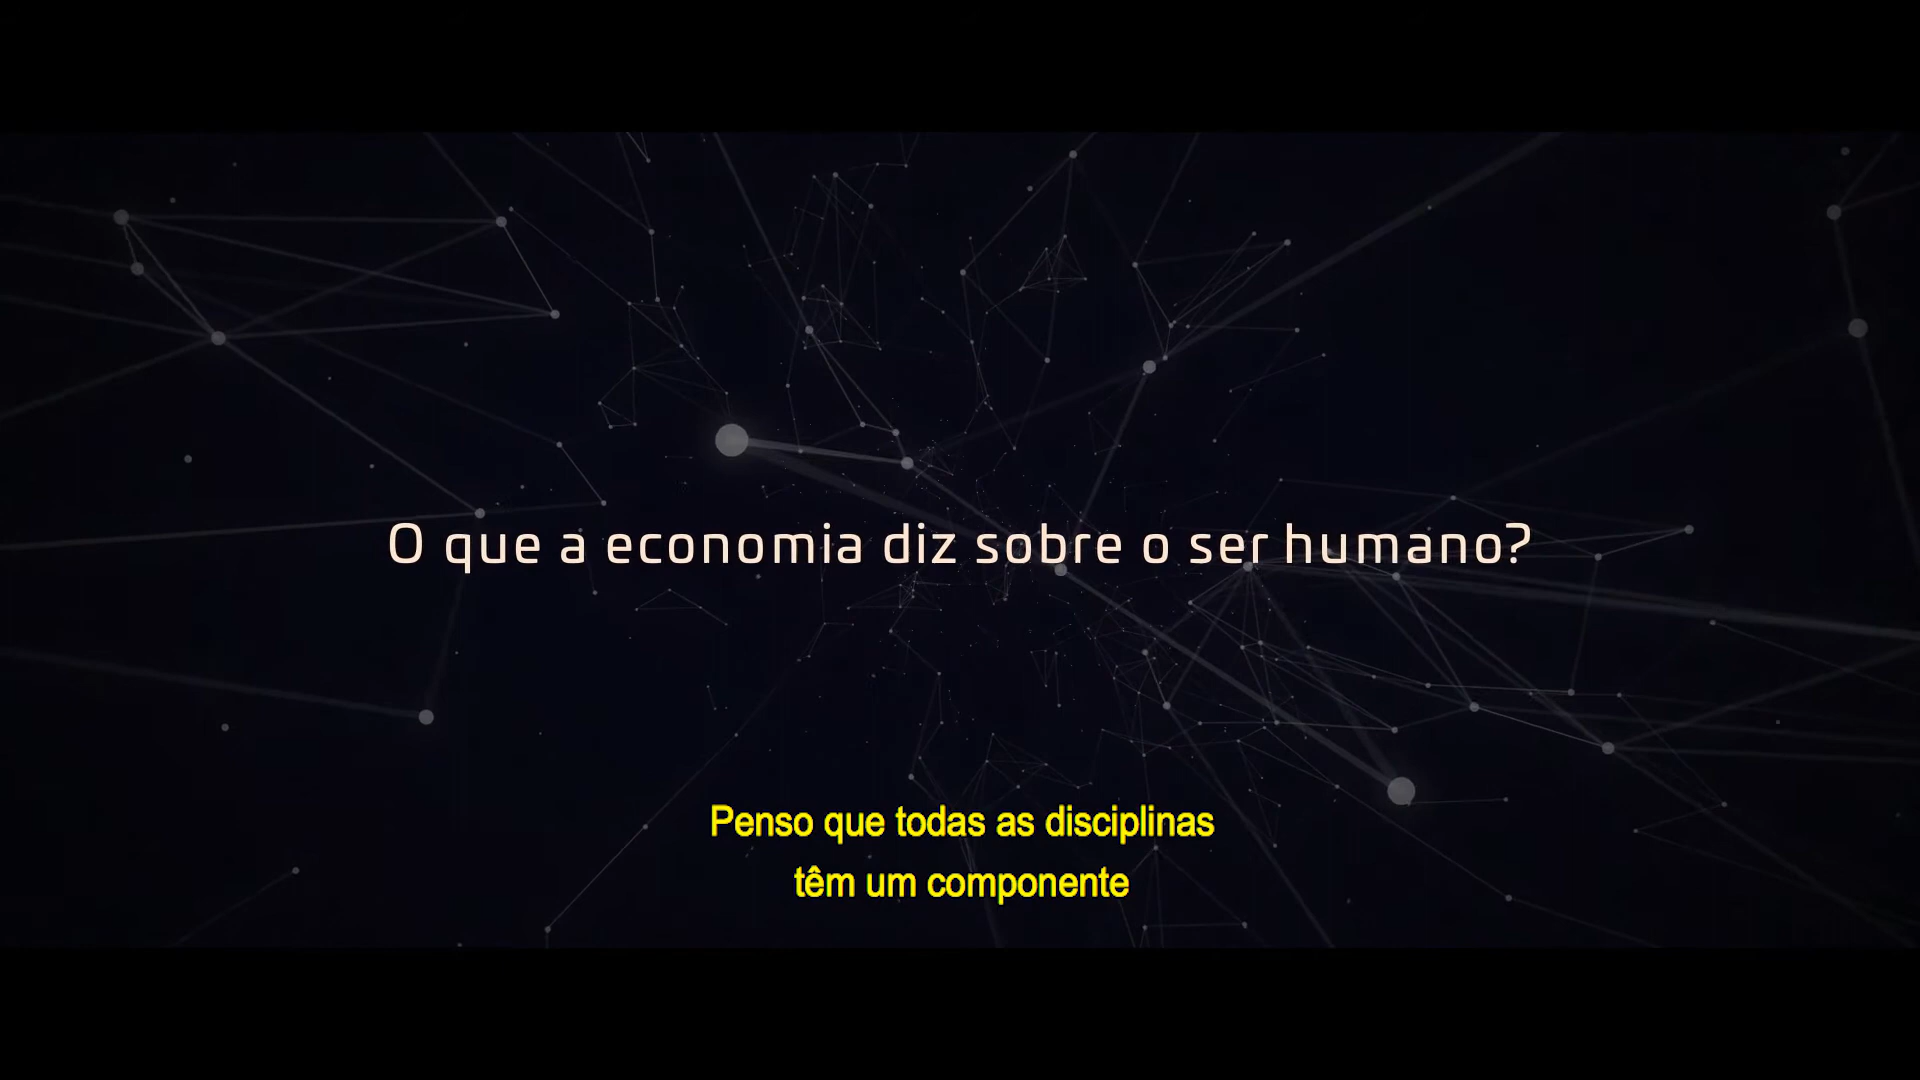 O que a economia diz sobre o ser humano?
Penso que todas as disciplinas
têm um componente